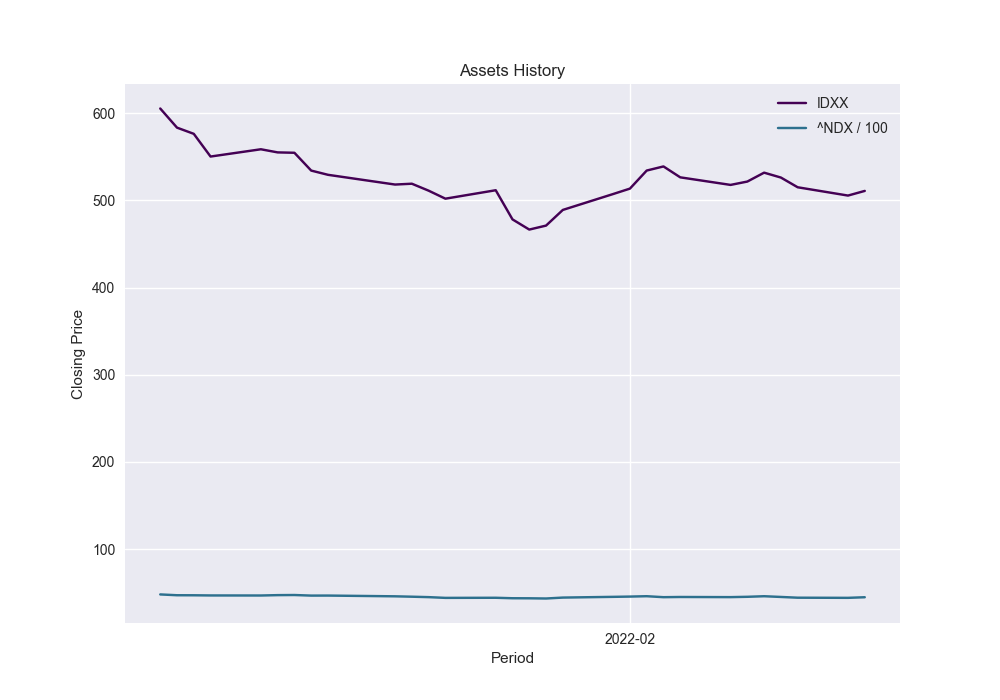 Assets History
IDXX
^NDX / 100
600
500
400
300
200
100
Closing Price
2022-02
Period